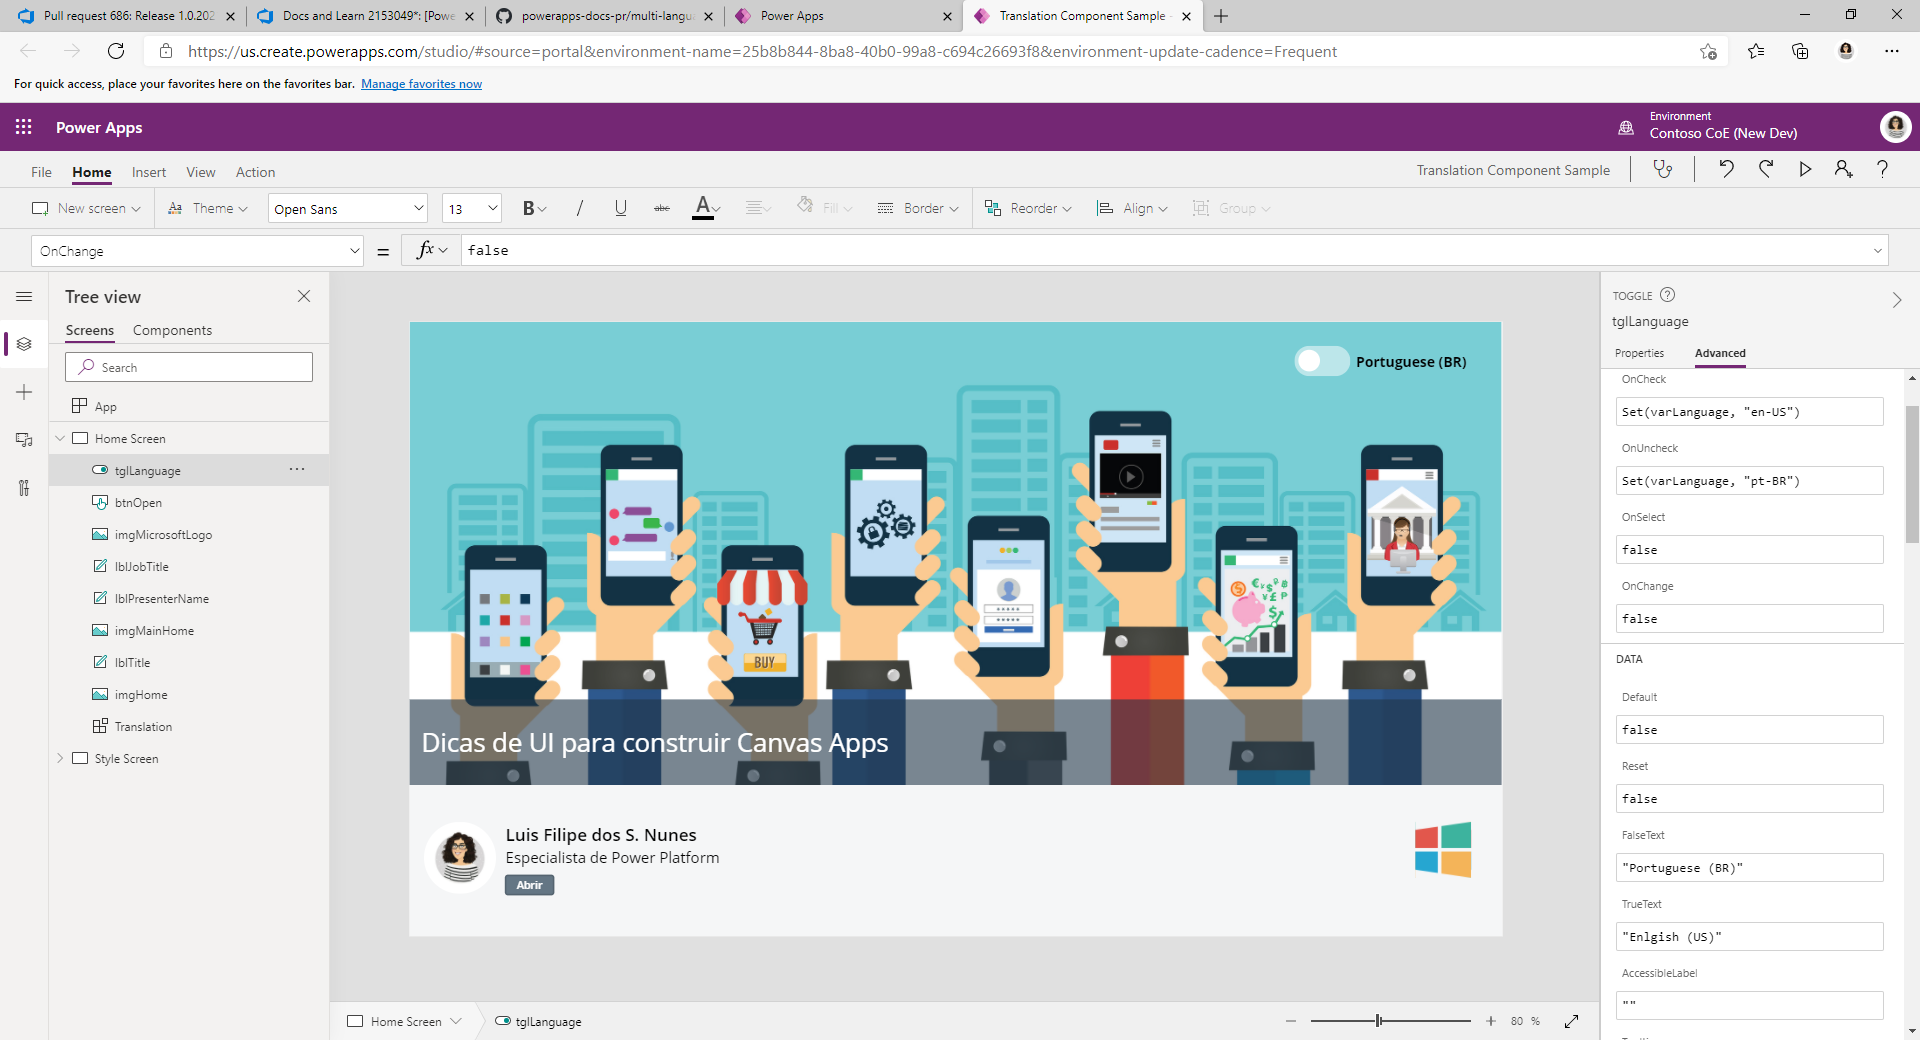 Pull request 686: Release 1.0.202
Docs and Learn 2153049*: [Powe
powerapps-docs-pr/multi-langu
Power Apps
Translation Component Sample -
https://us.create.powerapps.com/studio/#source=portal&environment-name=25b8b844-8ba8-40b0-99a8-c694c26693f8&environment-update-cadence=Frequent
For quick access, place your favorites here on the favorites bar. Manage favorites now
Power Apps
Environment
Contoso CoE (New Dev)
File Home Insert View Action
Translation Component Sample
New screen Theme Open Sans 13 B / U abc A Fill Border Reorder Align Group
OnChange = fx false
Tree view
Screens Components
Search
App
Home Screen
tglLanguage
btnOpen
imgMicrosoftLogo
lblJobTitle
lblPresenterName
imgMainHome
lblTitle
imgHome
Translation
Style Screen
Portuguese (BR)
BUY
Dicas de UI para construir Canvas Apps
Luis Filipe dos S. Nunes
Especialista de Power Platform
Abrir
Home Screen
tglLanguage
80 %
TOGGLE
tglLanguage
Properties Advanced
OnCheck
Set(varLanguage, "en-US")
OnUncheck
Set(varLanguage, "pt-BR")
OnSelect
false
OnChange
false
DATA
Default
false
Reset
false
FalseText
"Portuguese (BR)"
TrueText
"Enlgish (US)"
AccessibleLabel
""